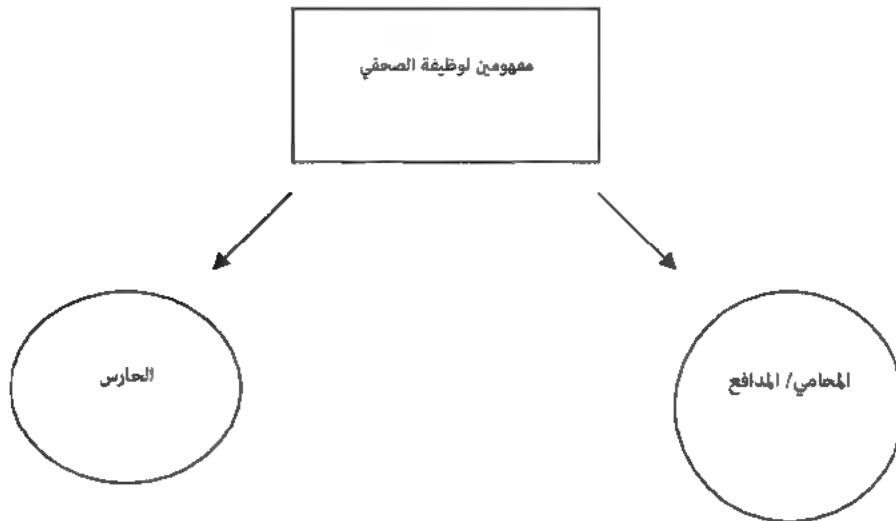 مفهومين لوظيفة الصحفي
المحامي/ المدافع
الحارس